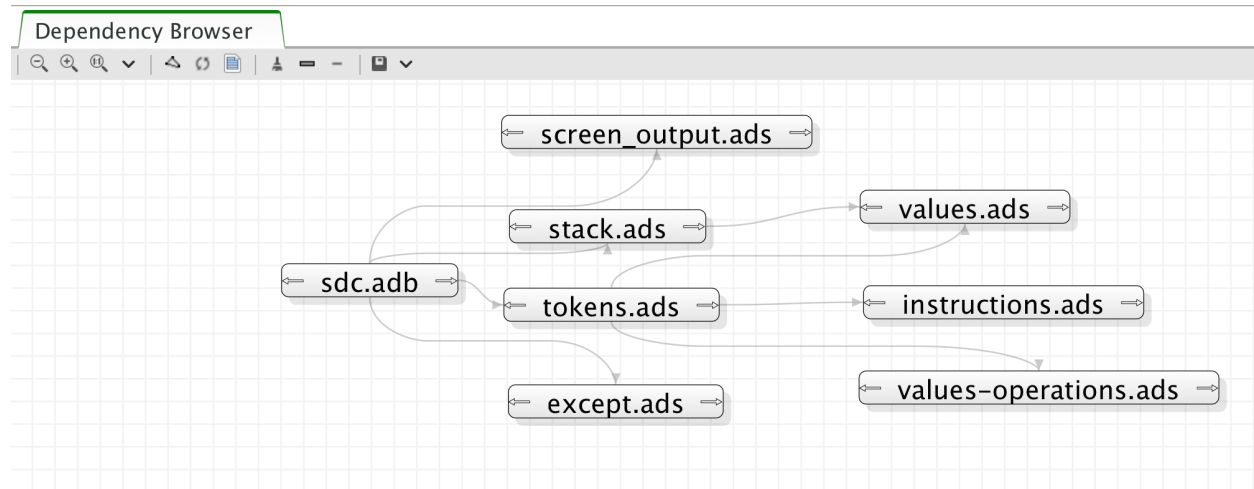 Dependency Browser
screen_output.ads
values.ads
stack.ads
sdc.adb
tokens.ads
instructions.ads
values-operations.ads
except.ads